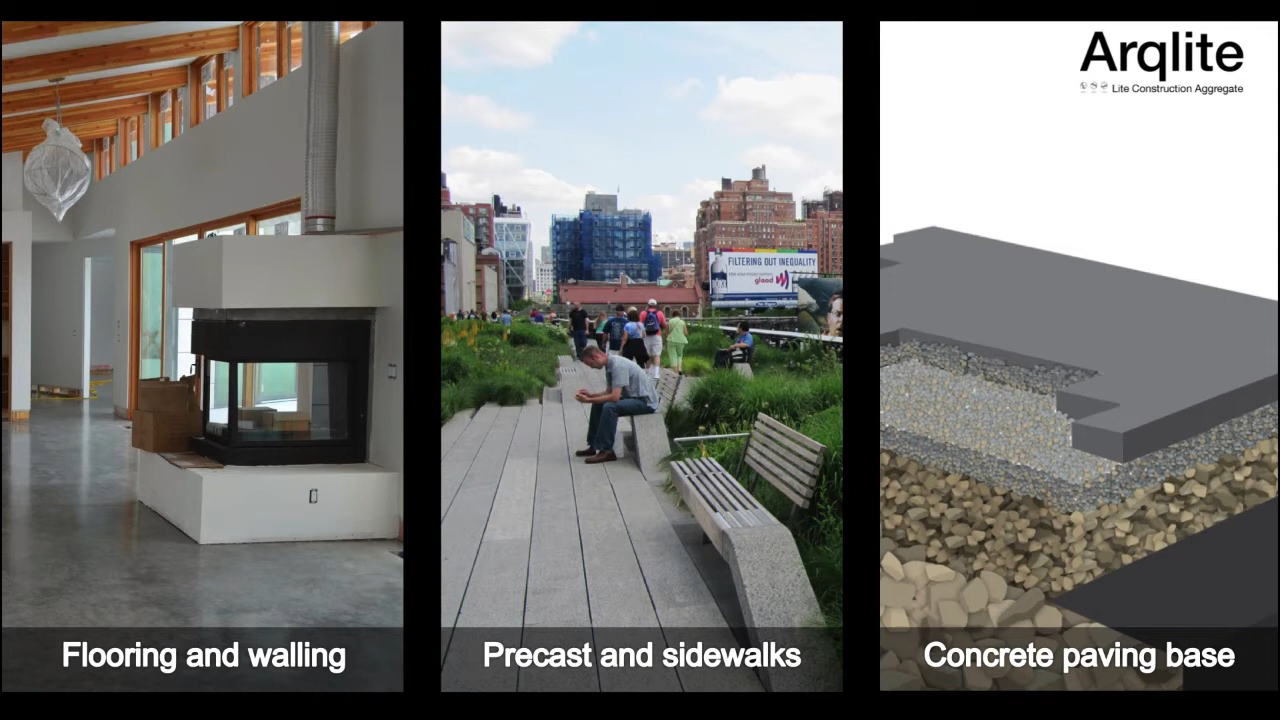 Arqlite
Lite Construction Aggregate
FILTERING OUT INEQUALITY
glaad
Flooring and walling
Precast and sidewalks
Concrete paving base